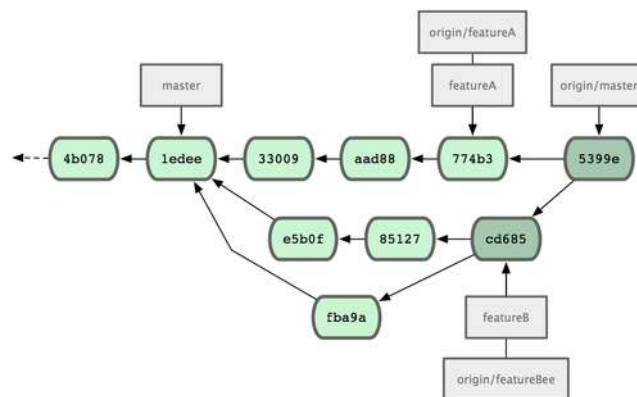 origin/featureA
master
featureA
origin/master
4b078
1edee
33009
aad88
774b3
5399e
e5b0f
85127
cd685
fba9a
featureB
origin/featureBee